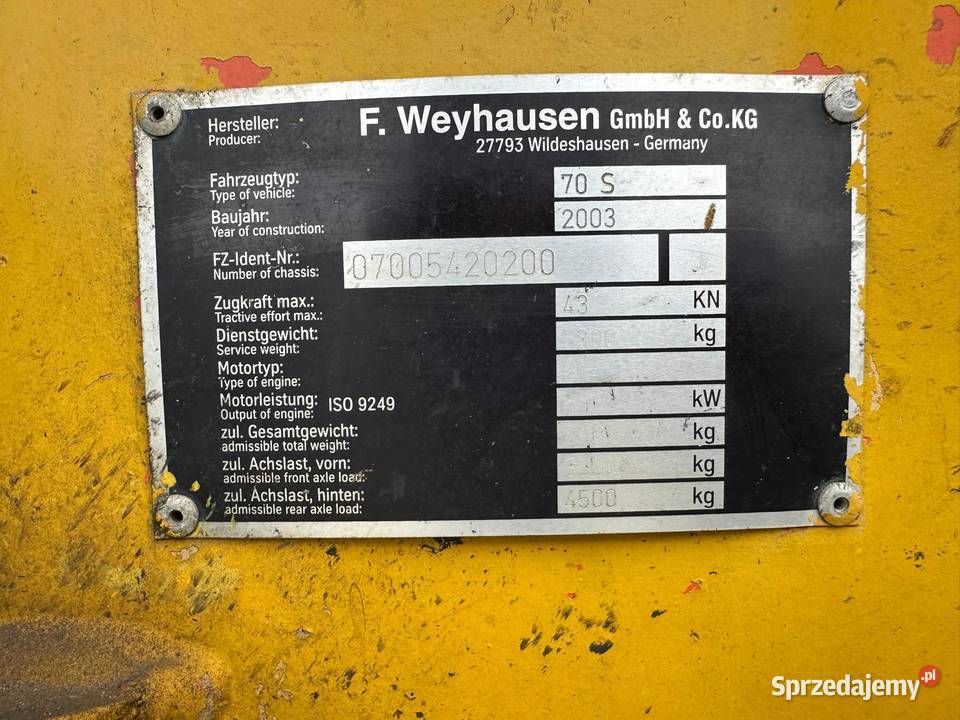 Hersteller: F. Weyhausen GmbH & Co.KG
Producer: 27793 Wildeshausen - Germany
Fahrzeugtyp: 70 S
Type of vehicle:
Baujahr: 2003
Year of construction:
FZ-Ident-Nr.: 07005420200
Number of chassis:
Zugkraft max.: 43 KN
Tractive effort max.:
Dienstgewicht: kg
Service weight:
Motortyp:
Type of engine:
Motorleistung: ISO 9249 kW
Output of engine:
zul. Gesamtgewicht: kg
admissible total weight:
zul. Achslast, vorn: kg
admissible front axle load:
zul. Achslast, hinten: 4500 kg
admissible rear axle load:
Sprzedajemy.pl